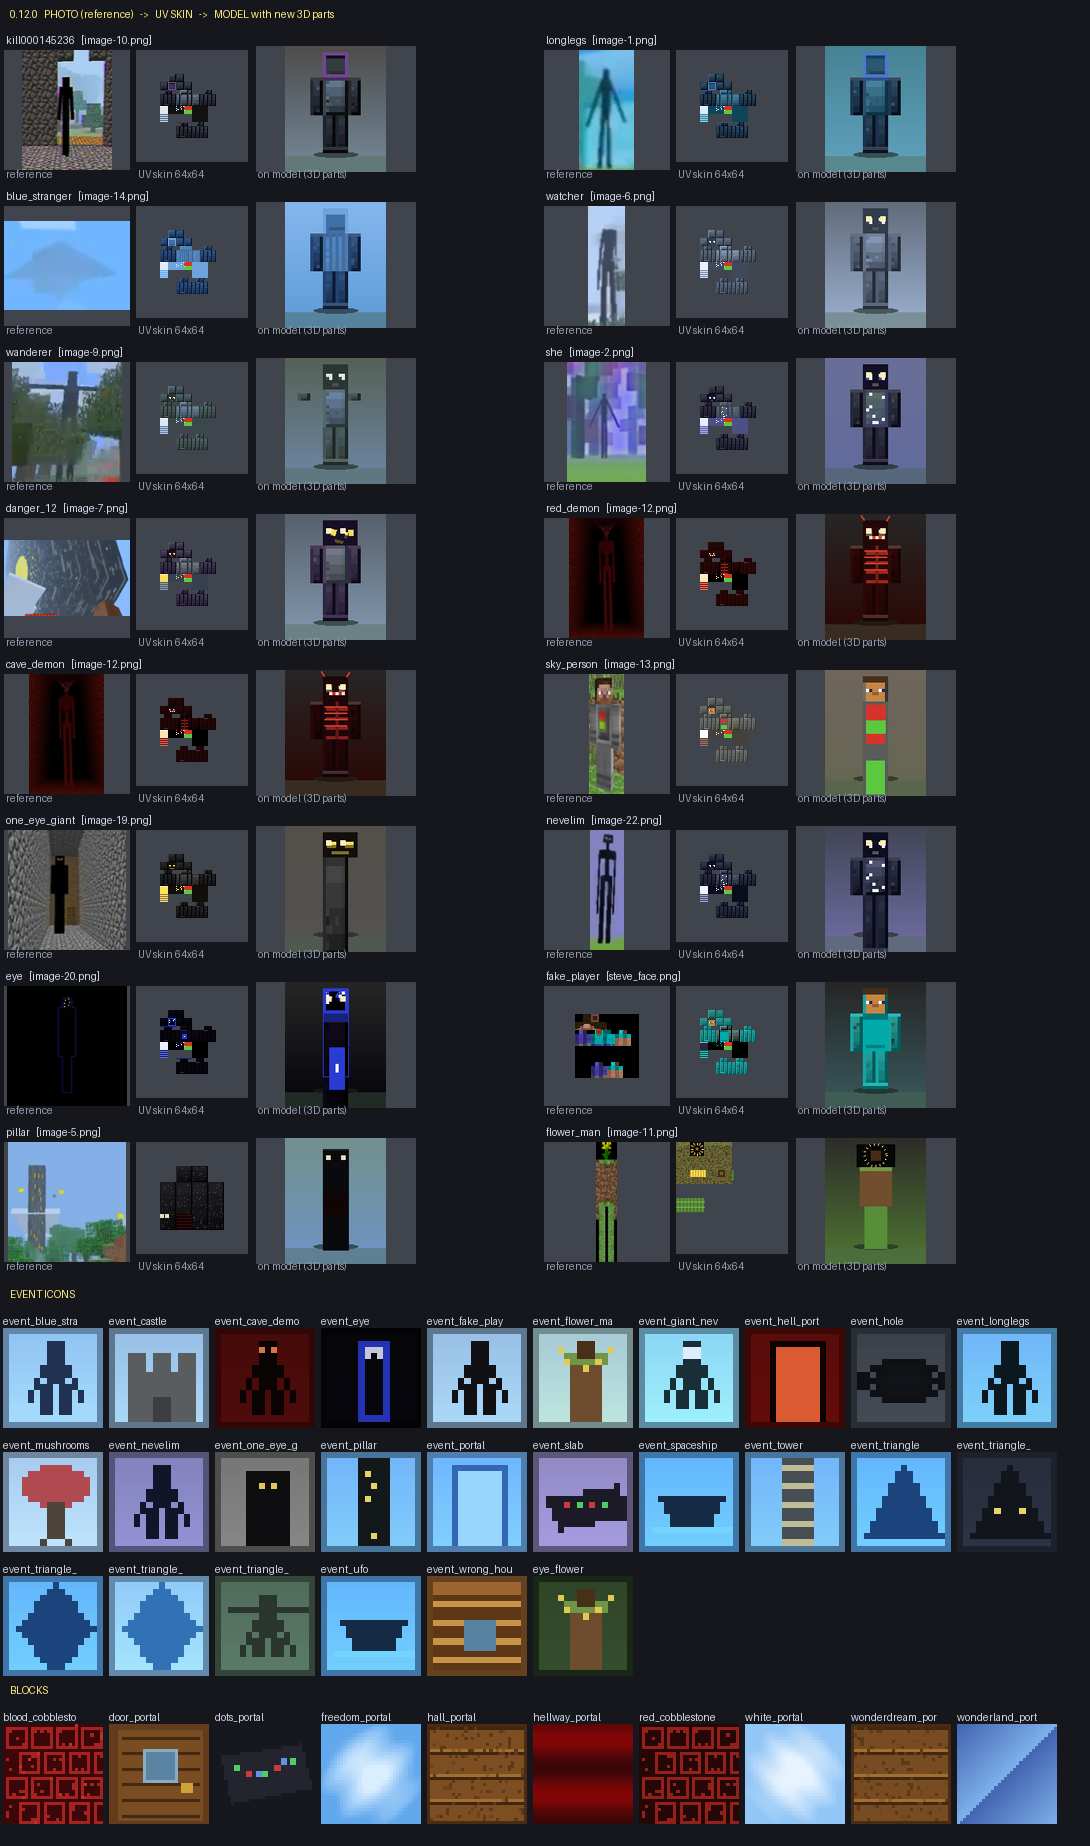 0.12.0 PHOTO (reference) -> UV SKIN -> MODEL with new 3D parts
kill000145236 [image-10.png]
longlegs [image-1.png]
reference UV skin 64x64 on model (3D parts)
reference UV skin 64x64 on model (3D parts)
blue_stranger [image-14.png]
watcher [image-6.png]
reference UV skin 64x64 on model (3D parts)
reference UV skin 64x64 on model (3D parts)
wanderer [image-9.png]
she [image-2.png]
reference UV skin 64x64 on model (3D parts)
reference UV skin 64x64 on model (3D parts)
danger_12 [image-7.png]
red_demon [image-12.png]
reference UV skin 64x64 on model (3D parts)
reference UV skin 64x64 on model (3D parts)
cave_demon [image-12.png]
sky_person [image-13.png]
reference UV skin 64x64 on model (3D parts)
reference UV skin 64x64 on model (3D parts)
one_eye_giant [image-19.png]
nevelim [image-22.png]
reference UV skin 64x64 on model (3D parts)
reference UV skin 64x64 on model (3D parts)
eye [image-20.png]
fake_player [steve_face.png]
reference UV skin 64x64 on model (3D parts)
reference UV skin 64x64 on model (3D parts)
pillar [image-5.png]
flower_man [image-11.png]
reference UV skin 64x64 on model (3D parts)
reference UV skin 64x64 on model (3D parts)
EVENT ICONS
event_blue_stra event_castle event_cave_demo event_eye event_fake_play event_flower_ma event_giant_nev event_hell_port event_hole event_longlegs
event_mushrooms event_nevelim event_one_eye_g event_pillar event_portal event_slab event_spaceship event_tower event_triangle event_triangle_
event_triangle_ event_triangle_ event_triangle_ event_ufo event_wrong_hou eye_flower
BLOCKS
blood_cobblesto door_portal dots_portal freedom_portal hall_portal hellway_portal red_cobblestone white_portal wonderdream_por wonderland_port